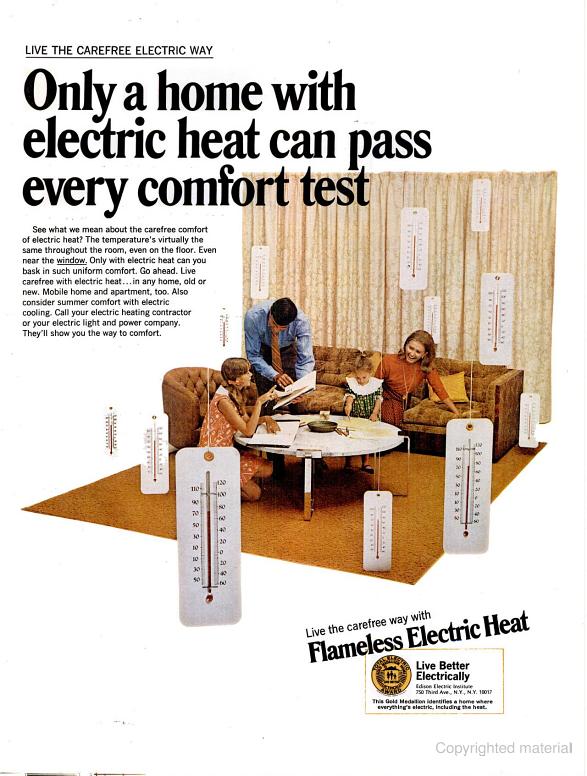 LIVE THE CAREFREE ELECTRIC WAY
Only a home with
electric heat can pass
every comfort test
See what we mean about the carefree comfort
of electric heat? The temperature's virtually the
same throughout the room, even on the floor. Even
near the window. Only with electric heat can you
bask in such uniform comfort. Go ahead. Live
carefree with electric heat...in any home, old or
new. Mobile home and apartment, too. Also
consider summer comfort with electric
cooling. Call your electric heating contractor
or your electric light and power company.
They'll show you the way to comfort.
Live the carefree way with
Flameless Electric Heat
Live Better
Electrically
Edison Electric Institute
750 Third Ave., N.Y., N.Y. 10017
This Gold Medallion identifies a home where
everything's electric, including the heat.
Copyrighted material